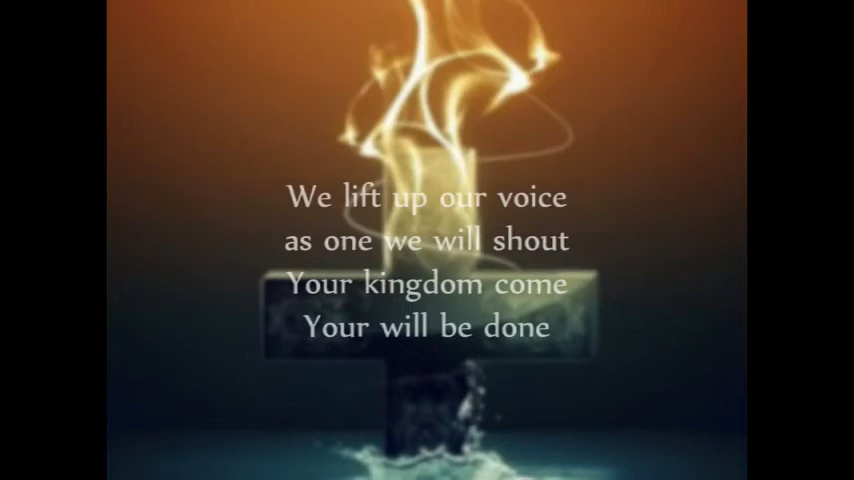 We lift up our voice
as one we will shout
Your kingdom come
Your will be done